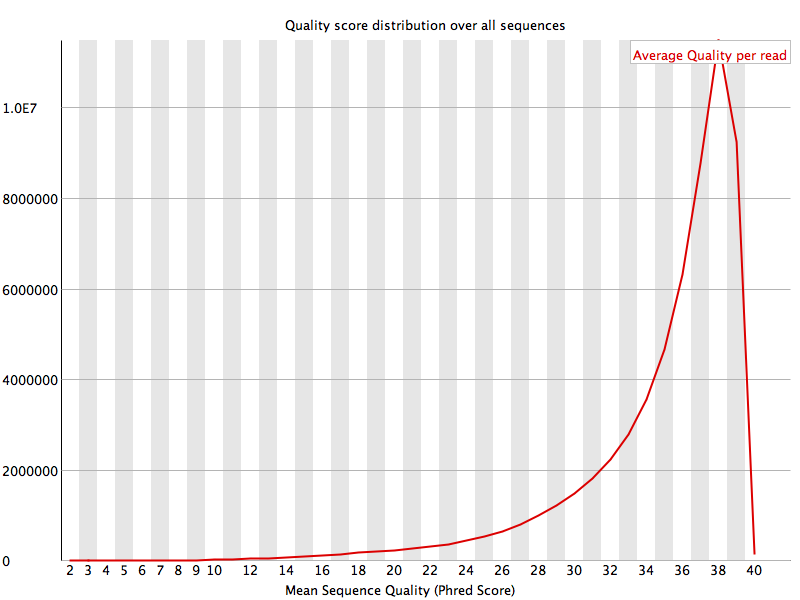 Quality score distribution over all sequences
Average Quality per read
1.0E7
8000000
6000000
4000000
2000000
0
2 3 4 5 6 7 8 9 10 12 14 16 18 20 22 24 26 28 30 32 34 36 38 40
Mean Sequence Quality (Phred Score)